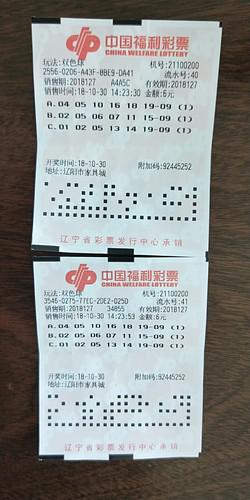 中国福利彩票
CHINA WELFARE LOTTERY
玩法:双色球 机号:21100200
2556-0206-A43F-8BE9-DA41 流水号:40
销售期:2018127 A4A5C 有效期:2018127
销售时间:18-10-30 14:23:30 金额:6元
A.04 05 10 16 18 19-09 (1)
B.02 05 06 07 11 15-09 (1)
C.01 02 05 13 14 19-09 (1)
开奖时间:18-10-30 附加码:92445252
地址:辽阳市家具城
辽宁省彩票发行中心承销
中国福利彩票
CHINA WELFARE LOTTERY
玩法:双色球 机号:21100200
3546-0275-77EC-2DE2-025D 流水号:41
销售期:2018127 34855 有效期:2018127
销售时间:18-10-30 14:23:53 金额:6元
A.04 05 10 16 18 19-09 (1)
B.02 05 06 07 11 15-09 (1)
C.01 02 05 13 14 19-09 (1)
开奖时间:18-10-30 附加码:92445252
地址:辽阳市家具城
辽宁省彩票发行中心承销